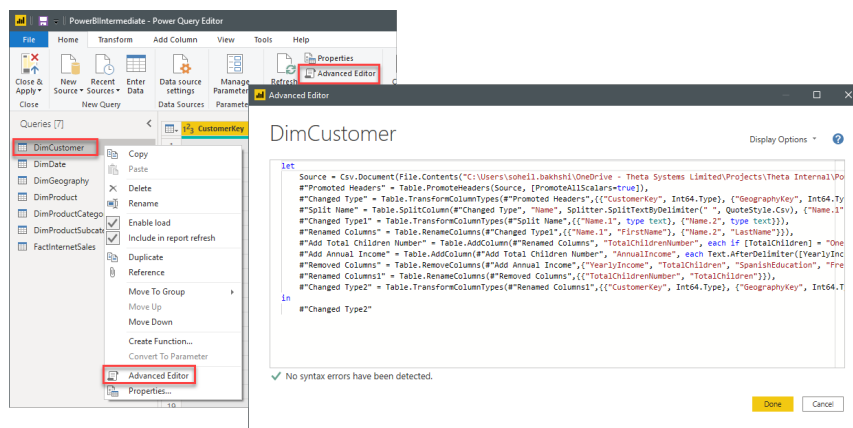 PowerBIIntermediate - Power Query Editor
File Home Transform Add Column View Tools Help
Close & Apply
New Source
Recent Sources
Enter Data
Data source settings
Manage Parameter
Refresh
Properties
Advanced Editor
Close
New Query
Data Sources
Paramete
Queries [7]
1²3 CustomerKey
DimCustomer
DimDate
DimGeography
DimProduct
DimProductCatego
DimProductSubcate
FactInternetSales
Copy
Paste
Delete
Rename
Enable load
Include in report refresh
Duplicate
Reference
Move To Group
Move Up
Move Down
Create Function...
Convert To Parameter
Advanced Editor
Properties...
19
Advanced Editor
DimCustomer
Display Options
let
Source = Csv.Document(File.Contents("C:\Users\soheil.bakhshi\OneDrive - Theta Systems Limited\Projects\Theta Internal\Po
#"Promoted Headers" = Table.PromoteHeaders(Source, [PromoteAllScalars=true]),
#"Changed Type" = Table.TransformColumnTypes(#"Promoted Headers",{{"CustomerKey", Int64.Type}, {"GeographyKey", Int64.Ty
#"Split Name" = Table.SplitColumn(#"Changed Type", "Name", Splitter.SplitTextByDelimiter(" ", QuoteStyle.Csv), {"Name.1"
#"Changed Type1" = Table.TransformColumnTypes(#"Split Name",{{"Name.1", type text}, {"Name.2", type text}}),
#"Renamed Columns" = Table.RenameColumns(#"Changed Type1",{{"Name.1", "FirstName"}, {"Name.2", "LastName"}}),
#"Add Total Children Number" = Table.AddColumn(#"Renamed Columns", "TotalChildrenNumber", each if [TotalChildren] = "One
#"Add Annual Income" = Table.AddColumn(#"Add Total Children Number", "AnnualIncome", each Text.AfterDelimiter([YearlyInc
#"Removed Columns" = Table.RemoveColumns(#"Add Annual Income",{"YearlyIncome", "TotalChildren", "SpanishEducation", "Fre
#"Renamed Columns1" = Table.RenameColumns(#"Removed Columns",{{"TotalChildrenNumber", "TotalChildren"}}),
#"Changed Type2" = Table.TransformColumnTypes(#"Renamed Columns1",{{"CustomerKey", Int64.Type}, {"GeographyKey", Int64.T
in
#"Changed Type2"
No syntax errors have been detected.
Done
Cancel